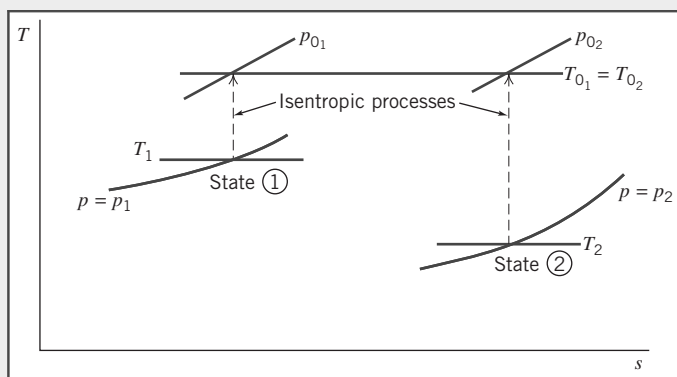 T
p₀₁
p₀₂
T₀₁ = T₀₂
Isentropic processes
T₁
State ①
p = p₁
p = p₂
T₂
State ②
s